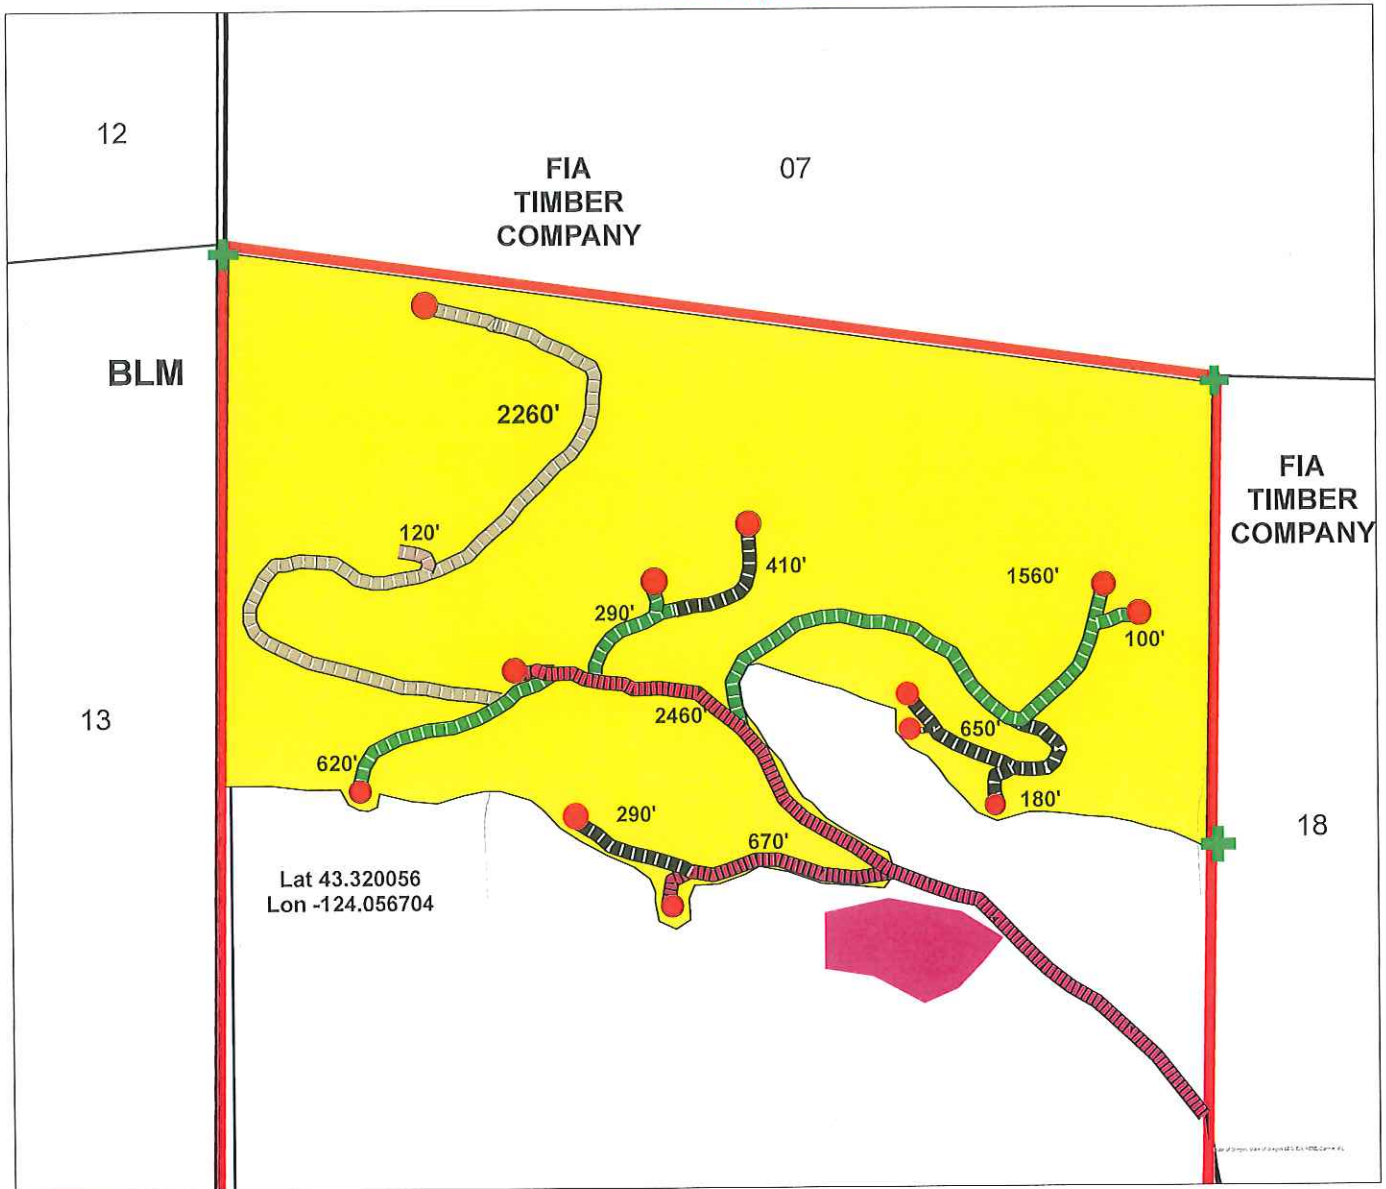 12
07
FIA
TIMBER
COMPANY
BLM
2260'
FIA
TIMBER
COMPANY
120'
410'
1560'
290'
100'
2460'
650'
13
620'
180'
290'
670'
18
Lat 43.320056
Lon -124.056704